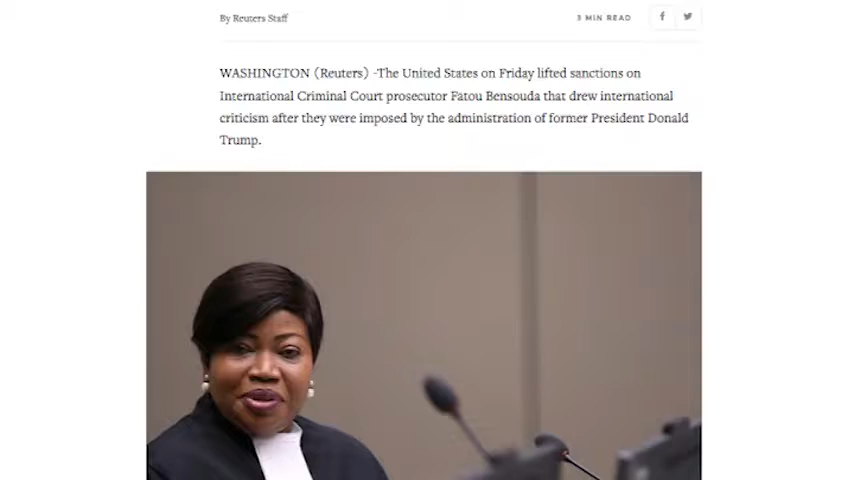 By Reuters Staff
3 MIN READ
WASHINGTON (Reuters) -The United States on Friday lifted sanctions on
International Criminal Court prosecutor Fatou Bensouda that drew international
criticism after they were imposed by the administration of former President Donald
Trump.